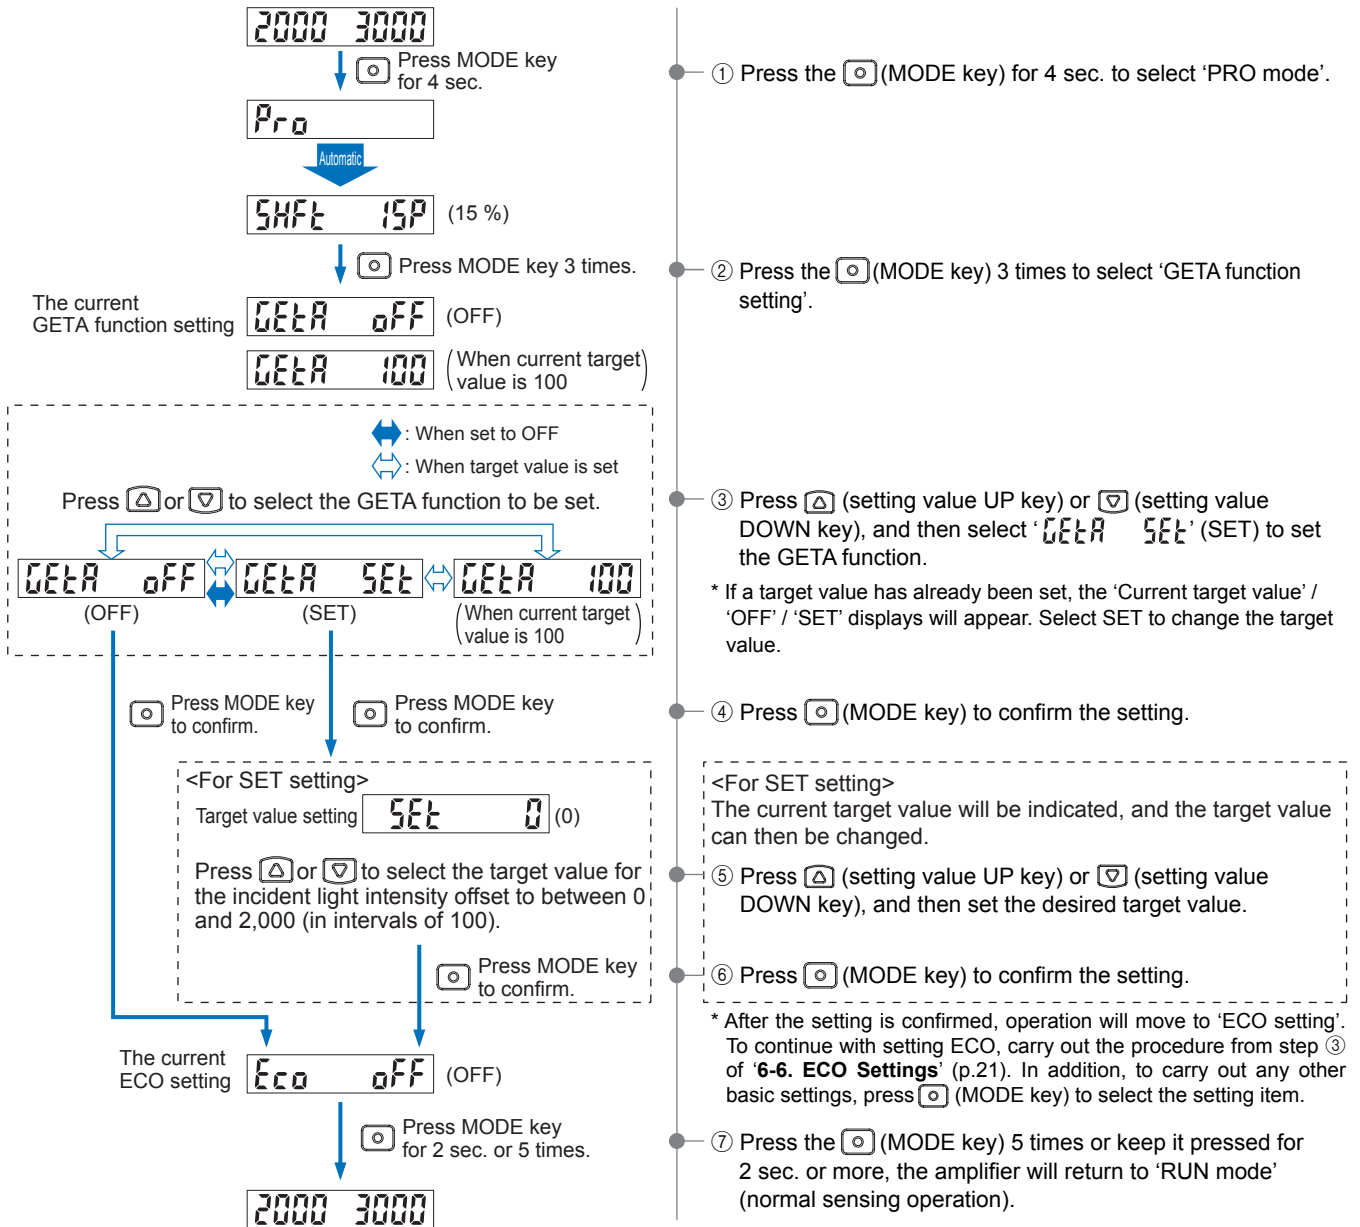 2000 3000
Press MODE key
for 4 sec.
Pro
Automatic
SHFt 15P (15 %)
Press MODE key 3 times.
The current
GETA function setting
GEtA oFF (OFF)
GEtA 100 (When current target
value is 100)
: When set to OFF
: When target value is set
Press or to select the GETA function to be set.
GEtA oFF GEtA SEt GEtA 100
(OFF) (SET) (When current target
value is 100)
Press MODE key
to confirm.
Press MODE key
to confirm.
<For SET setting>
Target value setting SEt 0 (0)
Press or to select the target value for
the incident light intensity offset to between 0
and 2,000 (in intervals of 100).
Press MODE key
to confirm.
The current
ECO setting
Eco oFF (OFF)
Press MODE key
for 2 sec. or 5 times.
2000 3000
① Press the (MODE key) for 4 sec. to select ‘PRO mode’.
② Press the (MODE key) 3 times to select ‘GETA function
setting’.
③ Press (setting value UP key) or (setting value
DOWN key), and then select ‘GEtA SEt’ (SET) to set
the GETA function.
* If a target value has already been set, the ‘Current target value’ /
‘OFF’ / ‘SET’ displays will appear. Select SET to change the target
value.
④ Press (MODE key) to confirm the setting.
<For SET setting>
The current target value will be indicated, and the target value
can then be changed.
⑤ Press (setting value UP key) or (setting value
DOWN key), and then set the desired target value.
⑥ Press (MODE key) to confirm the setting.
* After the setting is confirmed, operation will move to ‘ECO setting’.
To continue with setting ECO, carry out the procedure from step ③
of ‘6-6. ECO Settings’ (p.21). In addition, to carry out any other
basic settings, press (MODE key) to select the setting item.
⑦ Press the (MODE key) 5 times or keep it pressed for
2 sec. or more, the amplifier will return to ‘RUN mode’
(normal sensing operation).